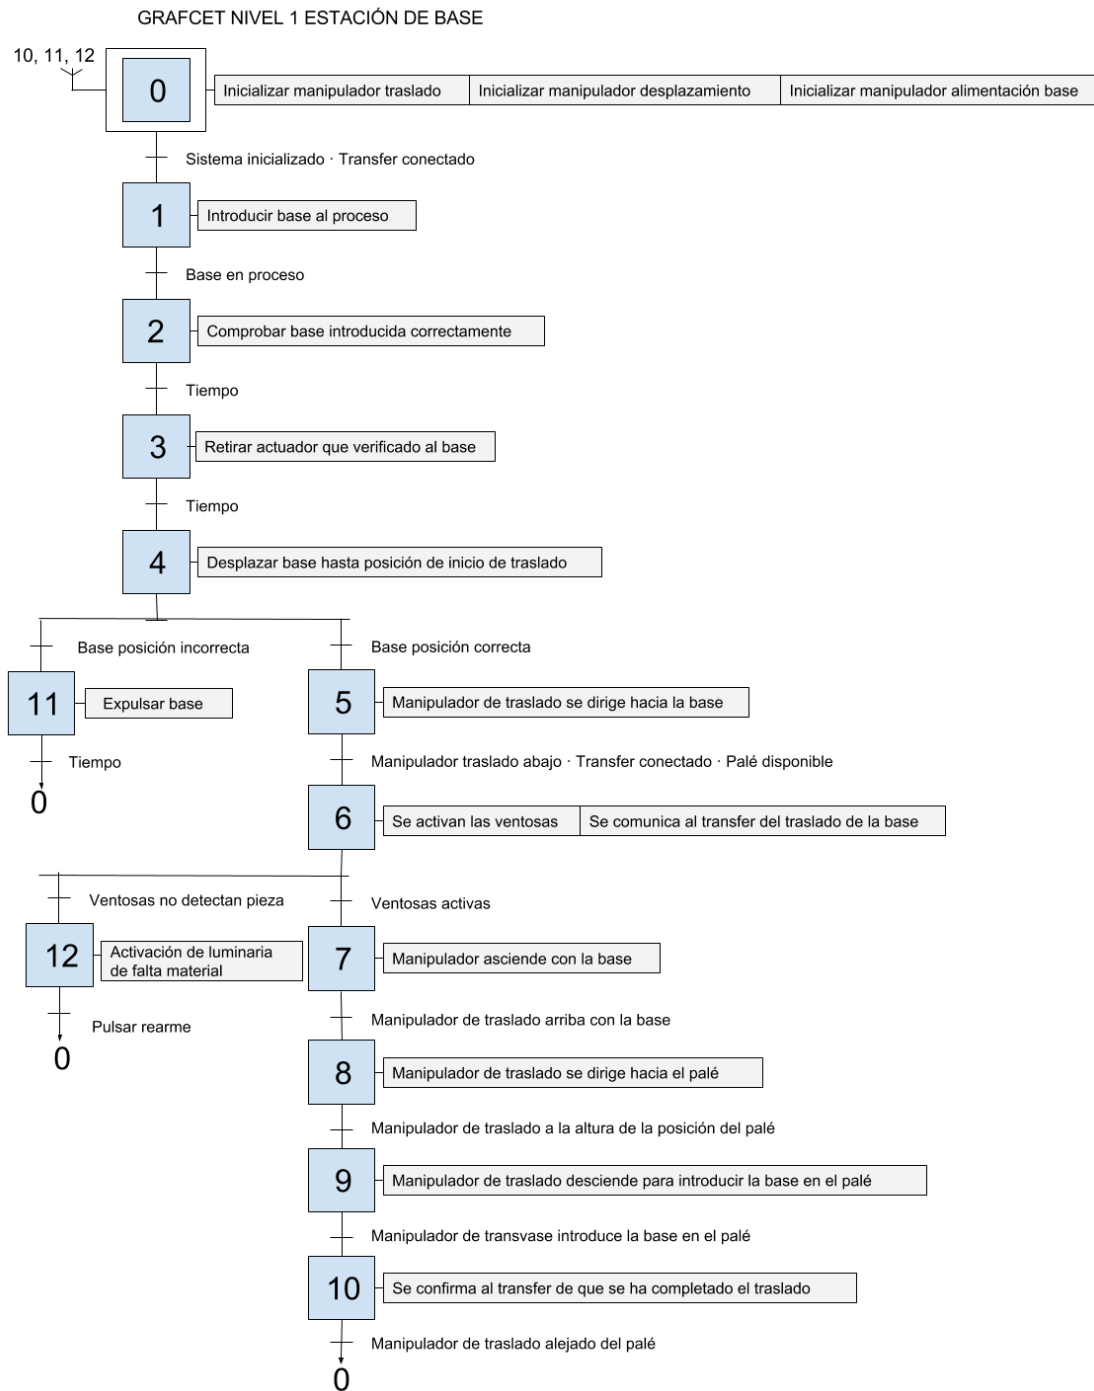 GRAFCET NIVEL 1 ESTACIÓN DE BASE
10, 11, 12
0
Inicializar manipulador traslado
Inicializar manipulador desplazamiento
Inicializar manipulador alimentación base
Sistema inicializado · Transfer conectado
1
Introducir base al proceso
Base en proceso
2
Comprobar base introducida correctamente
Tiempo
3
Retirar actuador que verificado al base
Tiempo
4
Desplazar base hasta posición de inicio de traslado
Base posición incorrecta
Base posición correcta
11
Expulsar base
5
Manipulador de traslado se dirige hacia la base
Tiempo
Manipulador traslado abajo · Transfer conectado · Palé disponible
0
6
Se activan las ventosas
Se comunica al transfer del traslado de la base
Ventosas no detectan pieza
Ventosas activas
12
Activación de luminaria
de falta material
7
Manipulador asciende con la base
Pulsar rearme
Manipulador de traslado arriba con la base
0
8
Manipulador de traslado se dirige hacia el palé
Manipulador de traslado a la altura de la posición del palé
9
Manipulador de traslado desciende para introducir la base en el palé
Manipulador de transvase introduce la base en el palé
10
Se confirma al transfer de que se ha completado el traslado
Manipulador de traslado alejado del palé
0